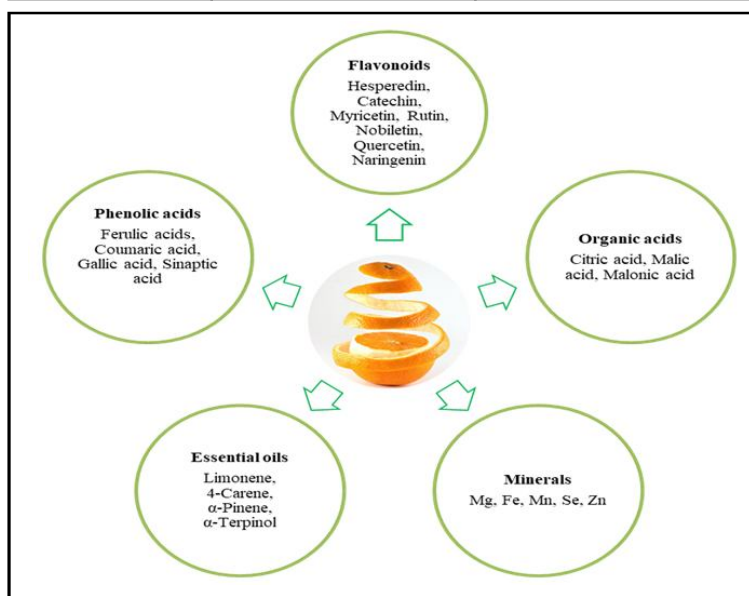 Flavonoids
Hesperedin,
Catechin,
Myricetin, Rutin,
Nobiletin,
Quercetin,
Naringenin
Phenolic acids
Ferulic acids,
Coumaric acid,
Gallic acid, Sinaptic
acid
Organic acids
Citric acid, Malic
acid, Malonic acid
Essential oils
Limonene,
4-Carene,
α-Pinene,
α-Terpinol
Minerals
Mg, Fe, Mn, Se, Zn